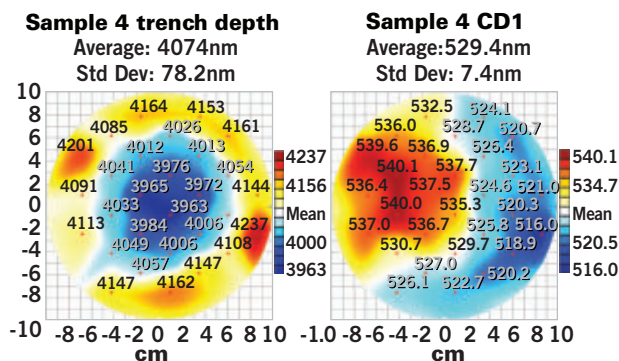 Sample 4 trench depth
Average: 4074nm
Std Dev: 78.2nm
10
8
6
4
2
0
-2
-4
-6
-8
-10
4164 4153
4085 4026 4161
4201 4012 4013
4041 3976 4054
4091 3965 3972 4144
4033 3963
4113 3984 4006 4237
4049 4006 4108
4057 4147
4147 4162
-8 -6 -4 -2 0 2 4 6 8 10
cm
4237
4156
Mean
4000
3963
Sample 4 CD1
Average:529.4nm
Std Dev: 7.4nm
532.5 524.1
536.0 528.7 520.7
539.6 536.9 526.4
540.1 537.7 523.1
536.4 537.5 524.6 521.0
540.0 535.3 520.3
537.0 536.7 525.8 516.0
530.7 529.7 518.9
527.0 520.2
526.1 522.7
-1.0 -8 -6 -4 -2 0 2 4 6 8 10
cm
540.1
534.7
Mean
520.5
516.0